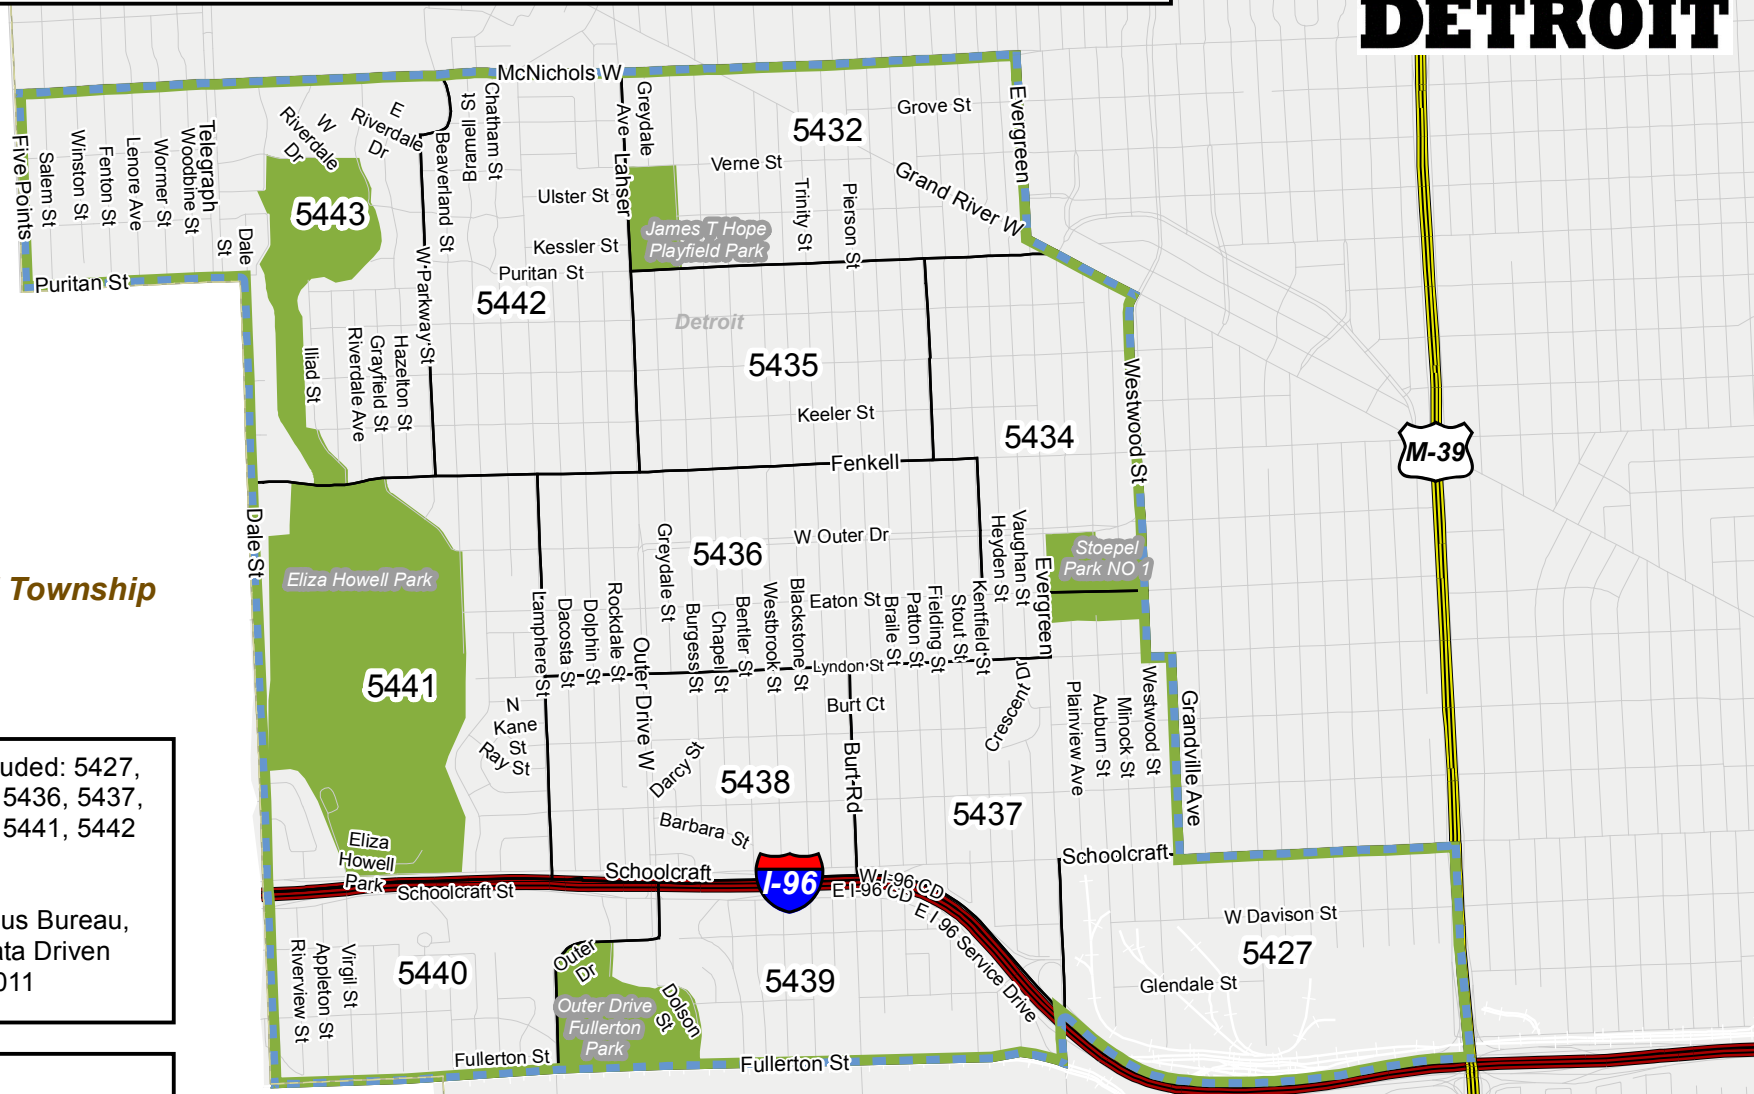 DETROIT
McNichols W
Five Points
Salem St
Winston St
Fenton St
Lenore Ave
Wormer St
Woodbine St
Telegraph
Dale
St
W
Riverdale
Dr
E
Riverdale
Dr
5443
Beaverland St
Bamell St
Chatham St
W Parkway St
Ulster St
Kessler St
Puritan St
5442
Lahser
Ave
Greydale
James T Hope
Playfield Park
Verne St
5432
Grove St
Trinity St
Pierson St
Grand River W
Evergreen
Puritan St
Iliad St
Riverdale Ave
Grayfield St
Hazelton St
Detroit
5435
Keeler St
5434
Westwood St
M-39
Fenkell
Dale St
Eliza Howell Park
Township
5441
Lamphere St
Dacosta St
Dolphin St
Rockdale St
Outer Drive W
Greydale St
5436
W Outer Dr
Burgess St
Chapel St
Bentler St
Westbrook St
Blackstone St
Eaton St
Braile St
Patton St
Fielding St
Stout St
Kentfield St
Heyden St
Vaughan St
Evergreen
Stoepel
Park NO 1
Lyndon St
N
Kane
St
Ray St
Darcy St
5438
Barbara St
Burt Ct
Burt Rd
Crescent Dr
5437
Plainview Ave
Auburn St
Minock St
Westwood St
Grandville Ave
uded: 5427,
5436, 5437,
5441, 5442
us Bureau,
ata Driven
011
Eliza
Howell
Park
Schoolcraft St
Schoolcraft
I-96
W I-96 CD
E I-96 CD
E I 96 Service Drive
Schoolcraft
W Davison St
5427
Glendale St
Riverview St
Appleton St
Virgil St
5440
Outer
Dr
Outer Drive
Fullerton
Park
Dolson
St
5439
Fullerton St
Fullerton St